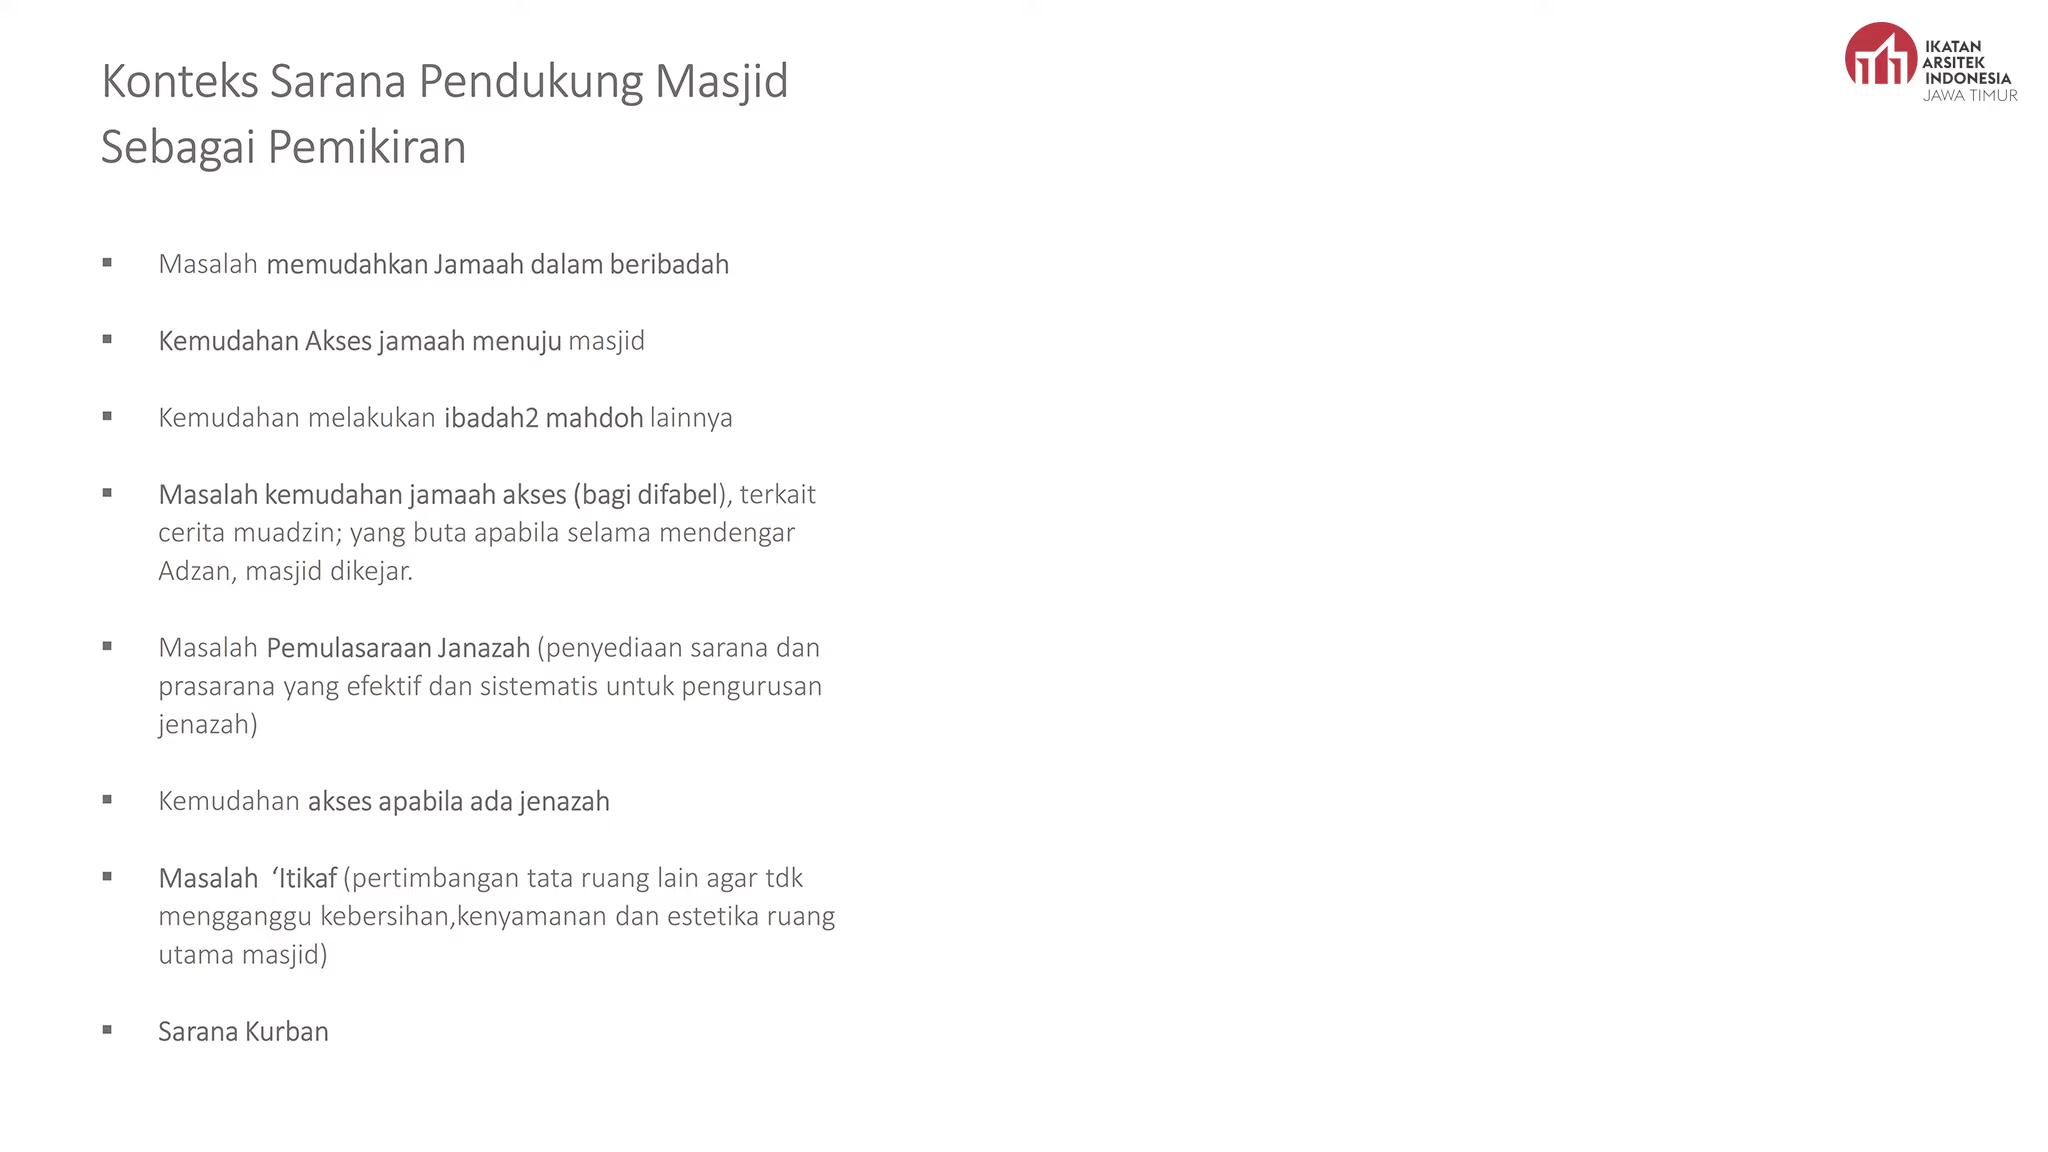 Konteks Sarana Pendukung Masjid
Sebagai Pemikiran
IKATAN
ARSITEK
INDONESIA
JAWA TIMUR
▪ Masalah memudahkan Jamaah dalam beribadah
▪ Kemudahan Akses jamaah menuju masjid
▪ Kemudahan melakukan ibadah2 mahdoh lainnya
▪ Masalah kemudahan jamaah akses (bagi difabel), terkait
cerita muadzin; yang buta apabila selama mendengar
Adzan, masjid dikejar.
▪ Masalah Pemulasaraan Janazah (penyediaan sarana dan
prasarana yang efektif dan sistematis untuk pengurusan
jenazah)
▪ Kemudahan akses apabila ada jenazah
▪ Masalah ‘Itikaf (pertimbangan tata ruang lain agar tdk
mengganggu kebersihan,kenyamanan dan estetika ruang
utama masjid)
▪ Sarana Kurban